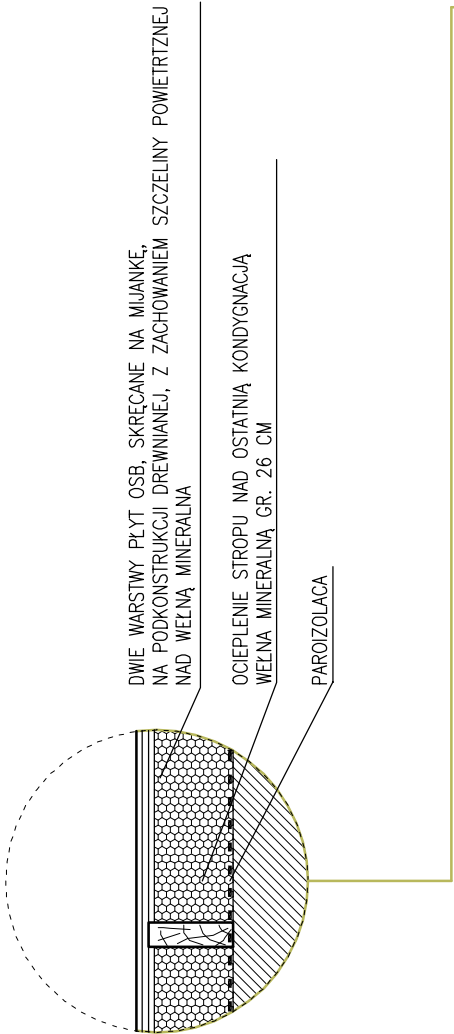 DWIE WARSTWY PŁYT OSB, SKRĘCANE NA MIJANKĘ,
NA PODKONSTRUKCJI DREWNIANEJ, Z ZACHOWANIEM SZCZELINY POWIETRTZNEJ
NAD WEŁNĄ MINERALNA
OCIEPLENIE STROPU NAD OSTATNIĄ KONDYGNACJĄ
WEŁNA MINERALNĄ GR. 26 CM
PAROIZOLACA